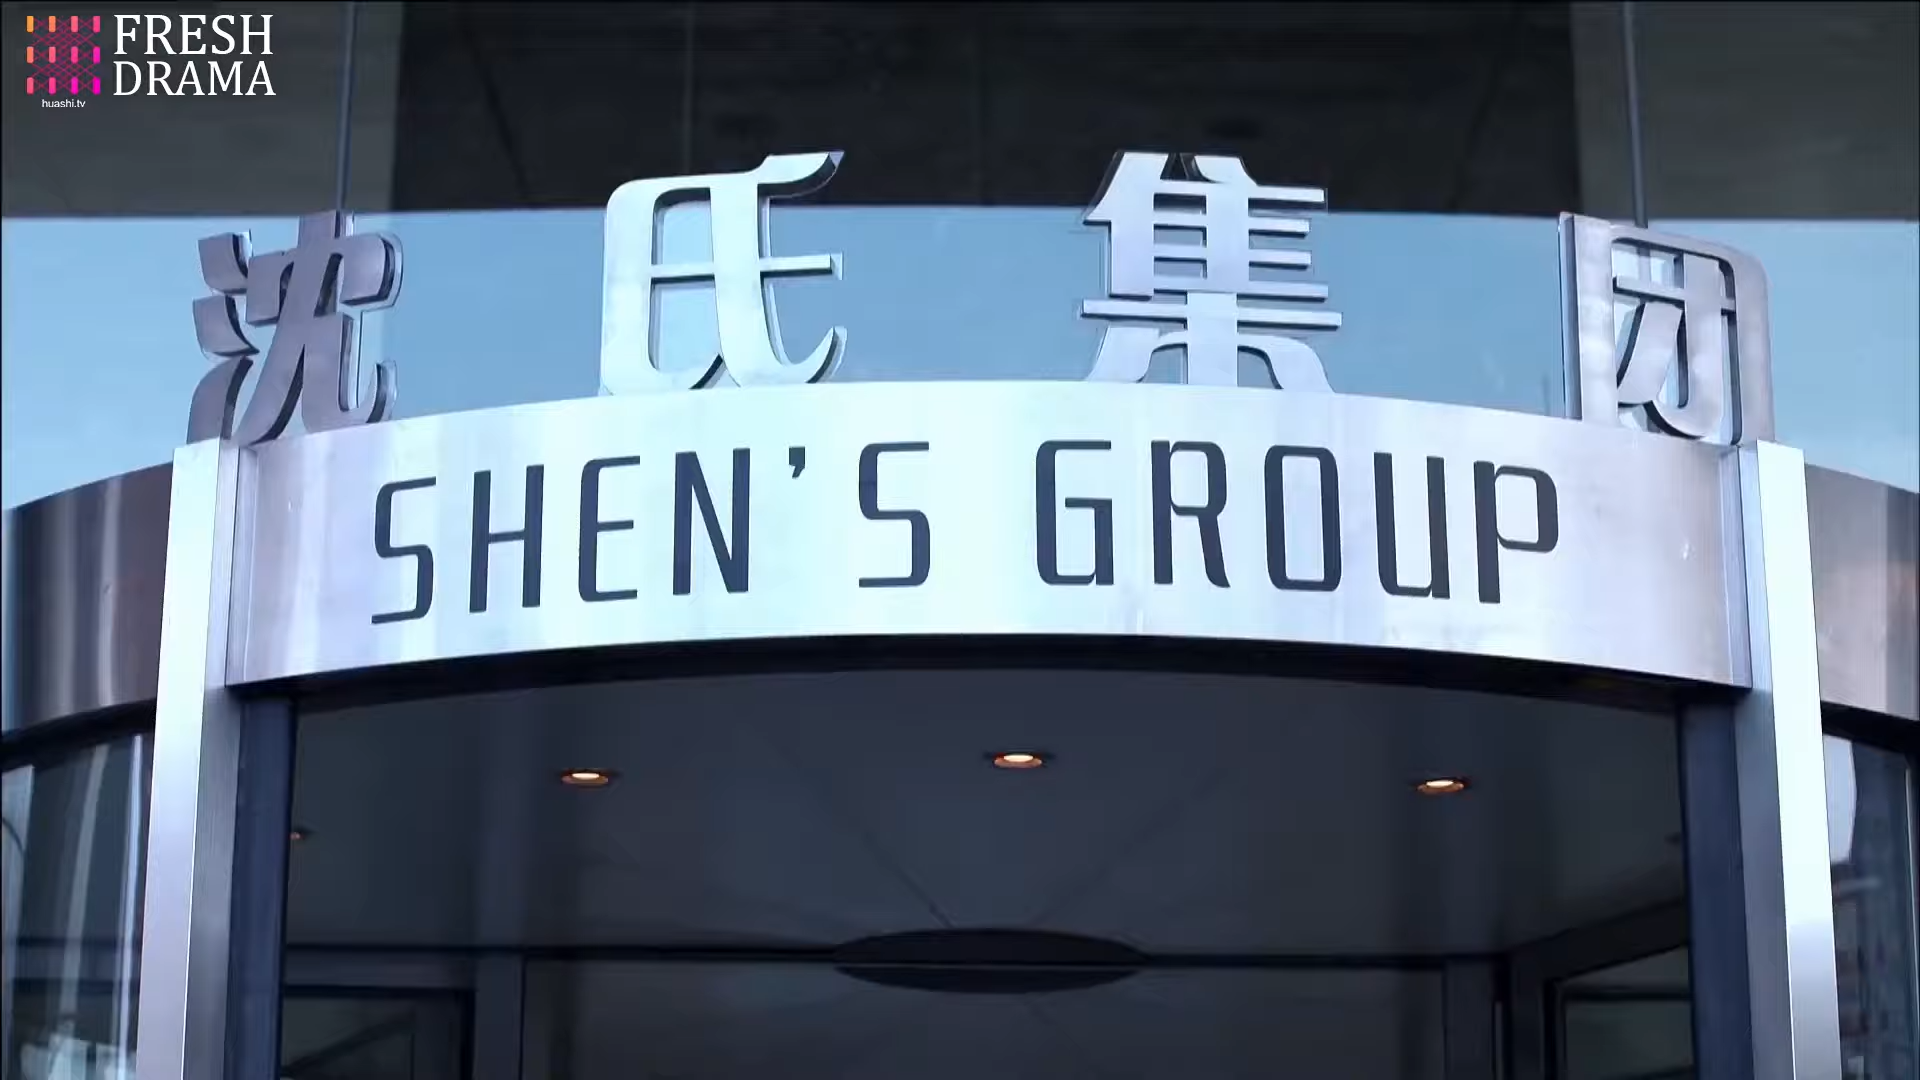 FRESH
DRAMA
huashi.tv
沈氏集团
SHEN'S GROUP